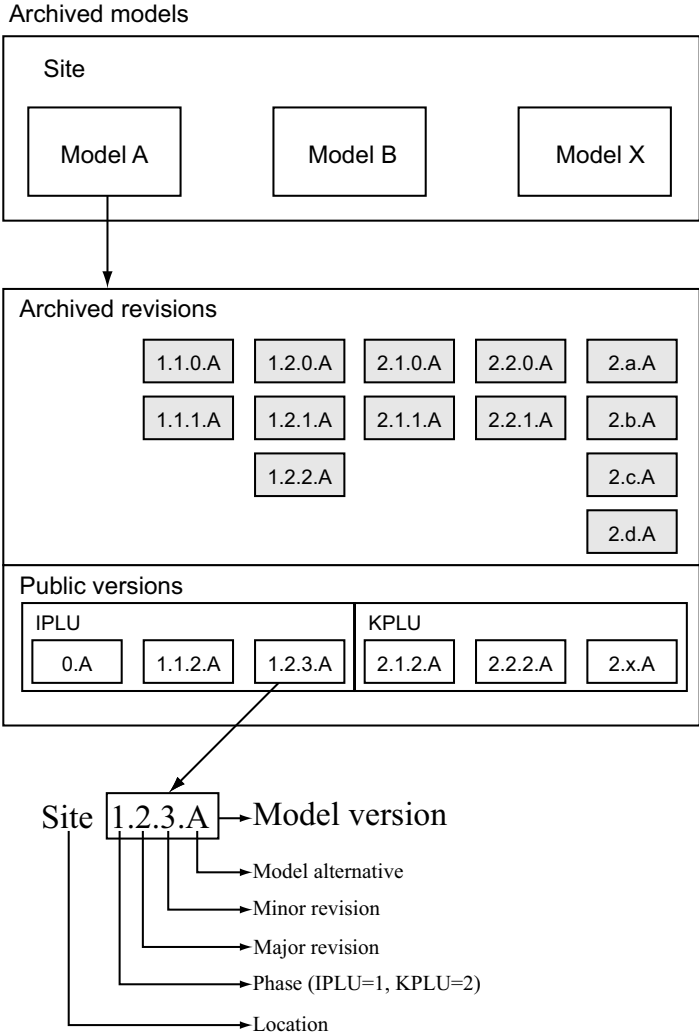 Archived models
Site
Model A
Model B
Model X
Archived revisions
1.1.0.A 1.2.0.A 2.1.0.A 2.2.0.A 2.a.A
1.1.1.A 1.2.1.A 2.1.1.A 2.2.1.A 2.b.A
1.2.2.A 2.c.A
2.d.A
Public versions
IPLU
0.A 1.1.2.A 1.2.3.A
KPLU
2.1.2.A 2.2.2.A 2.x.A
Site 1.2.3.A Model version
Model alternative
Minor revision
Major revision
Phase (IPLU=1, KPLU=2)
Location